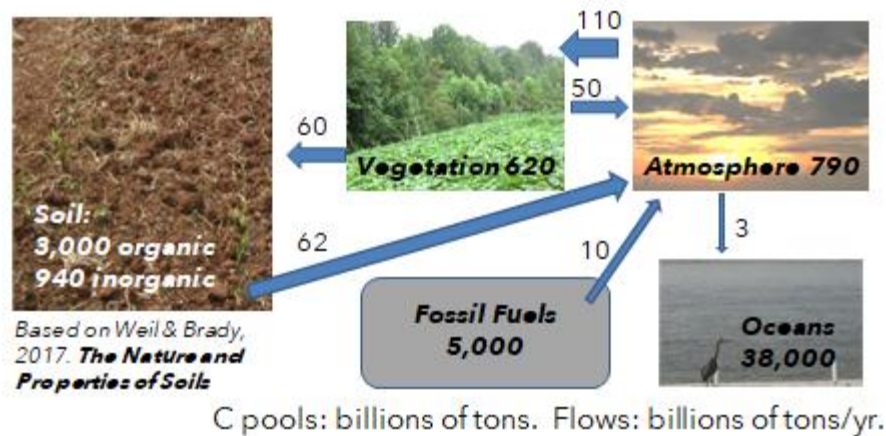 110
50
60
Vegetation 620
Atmosphere 790
Soil:
3,000 organic
940 inorganic
62
10
3
Fossil Fuels
5,000
Oceans
38,000
Based on Weil & Brady,
2017. The Nature and
Properties of Soils
C pools: billions of tons. Flows: billions of tons/yr.